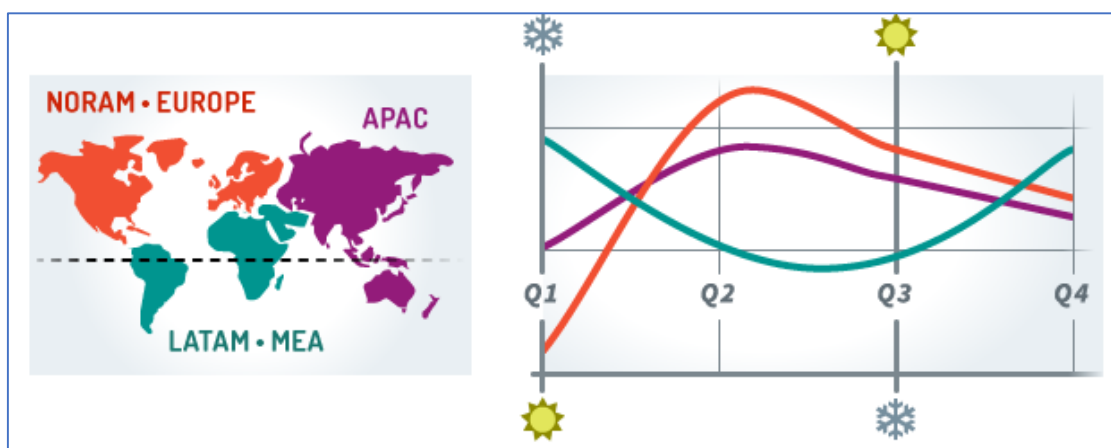 NORAM • EUROPE
APAC
LATAM • MEA
Q1
Q2
Q3
Q4